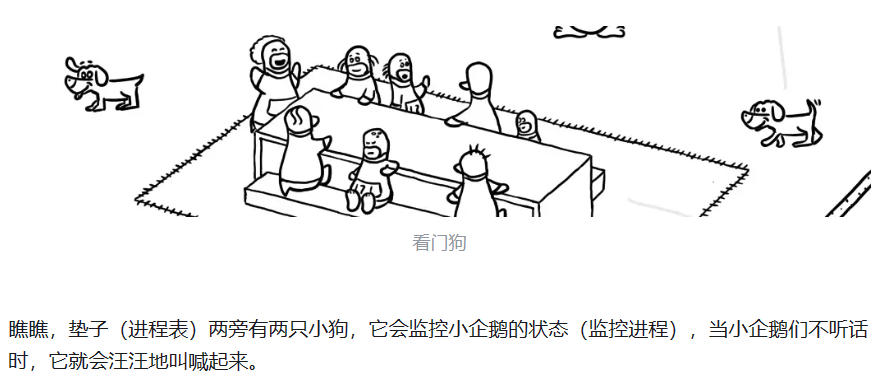 17
17
看门狗
瞧瞧，垫子（进程表）两旁有两只小狗，它会监控小企鹅的状态（监控进程），当小企鹅们不听话
时，它就会汪汪地叫喊起来。